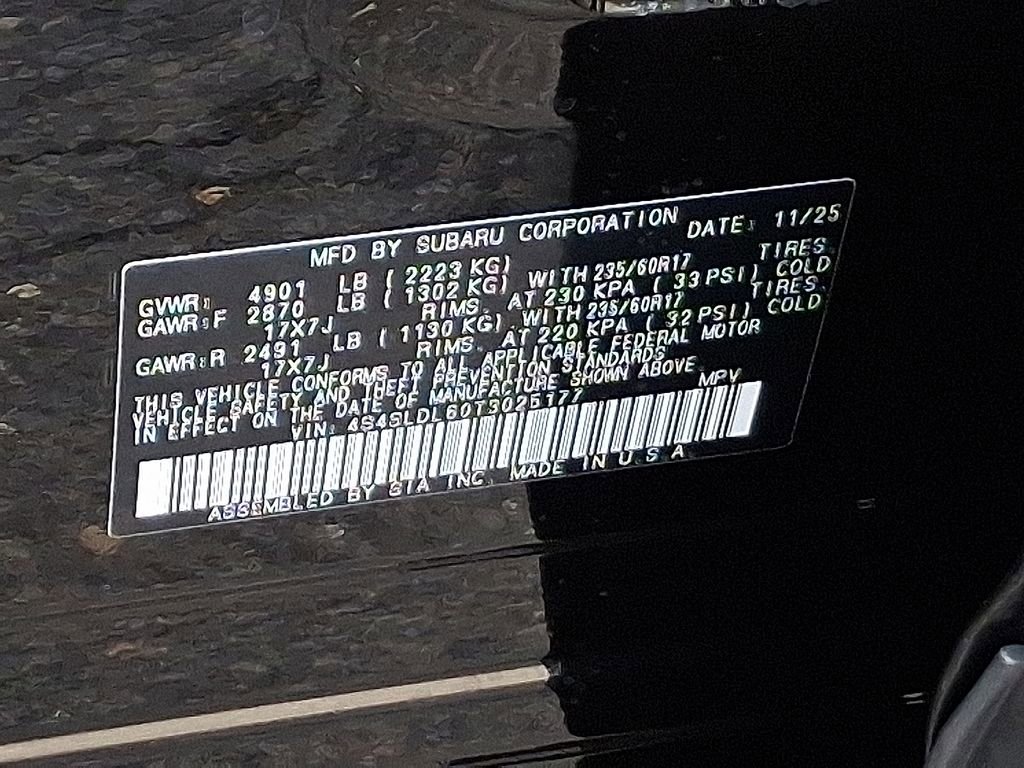 MFD BY SUBARU CORPORATION DATE: 11/25
GVWR: 4901 LB ( 2223 KG) TIRES
GAWR:F 2870 LB ( 1302 KG) WITH 235/60R17
17X7J RIMS. AT 230 KPA ( 33 PSI) COLD
GAWR:R 2491 LB ( 1130 KG) WITH 235/60R17 TIRES.
17X7J RIMS. AT 220 KPA ( 32 PSI) COLD
THIS VEHICLE CONFORMS TO ALL APPLICABLE FEDERAL MOTOR
VEHICLE SAFETY AND THEFT PREVENTION STANDARDS
IN EFFECT ON THE DATE OF MANUFACTURE SHOWN ABOVE.
VIN: 4S4SLDL60T3025177 MPV
ASSEMBLED BY SIA INC. MADE IN U.S.A.